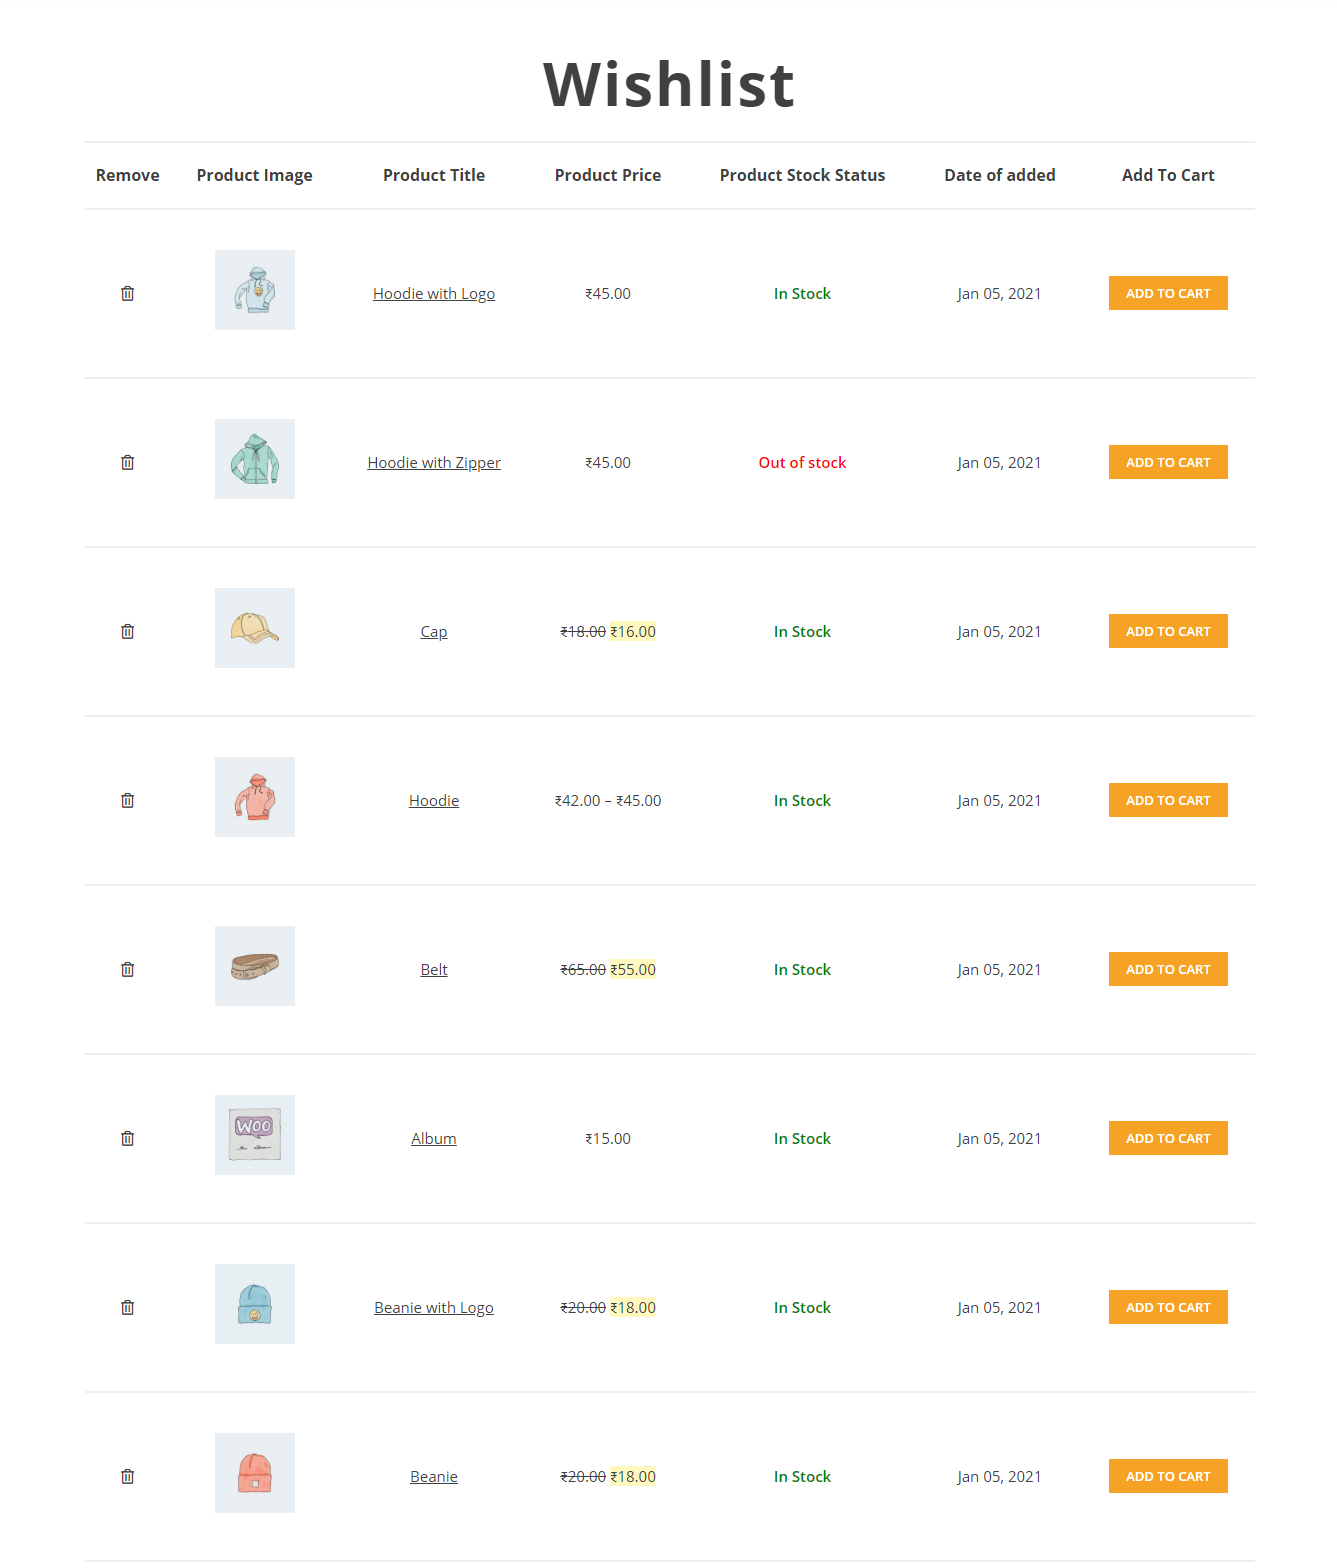 Wishlist
Remove Product Image Product Title Product Price Product Stock Status Date of added Add To Cart
Hoodie with Logo ₹45.00 In Stock Jan 05, 2021 ADD TO CART
Hoodie with Zipper ₹45.00 Out of stock Jan 05, 2021 ADD TO CART
Cap ₹18.00 ₹16.00 In Stock Jan 05, 2021 ADD TO CART
Hoodie ₹42.00 – ₹45.00 In Stock Jan 05, 2021 ADD TO CART
Belt ₹65.00 ₹55.00 In Stock Jan 05, 2021 ADD TO CART
WOO
Album ₹15.00 In Stock Jan 05, 2021 ADD TO CART
Beanie with Logo ₹20.00 ₹18.00 In Stock Jan 05, 2021 ADD TO CART
Beanie ₹20.00 ₹18.00 In Stock Jan 05, 2021 ADD TO CART